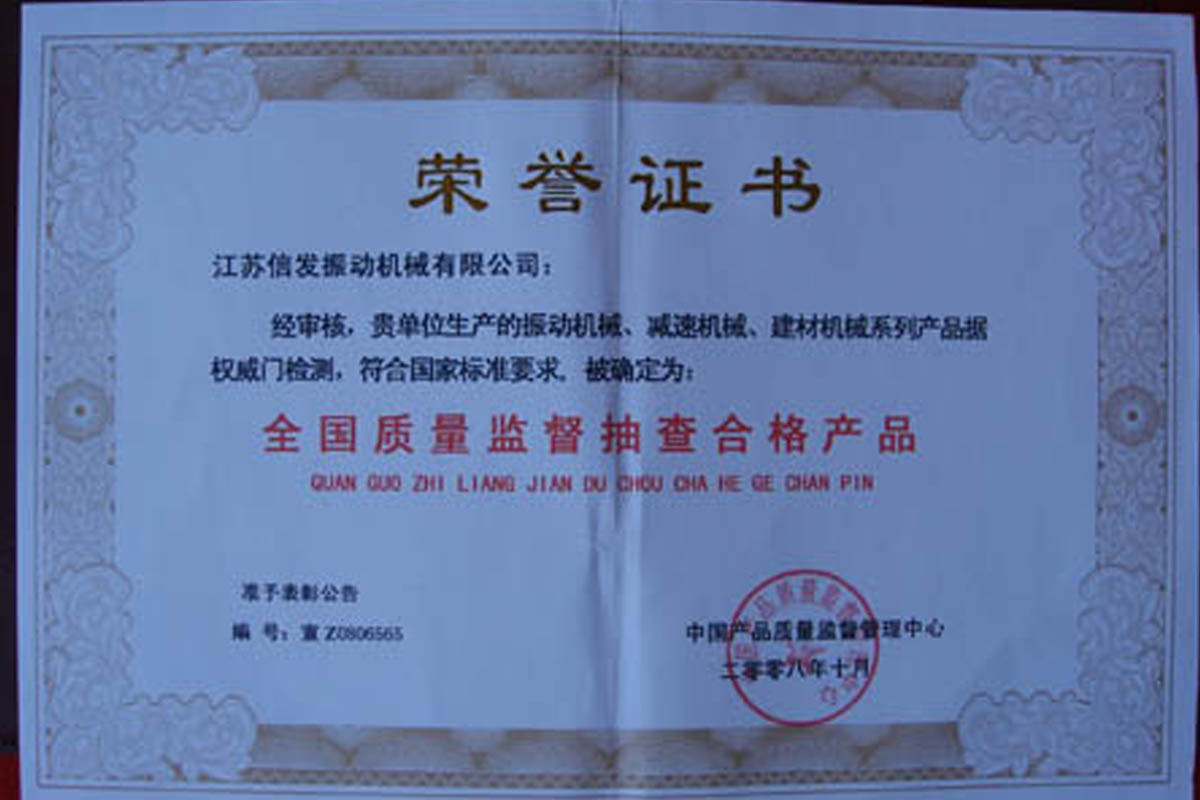 荣誉证书
江苏信发振动机械有限公司：
经审核，贵单位生产的振动机械、减速机械、建材机械系列产品据
权威门检测，符合国家标准要求。被确定为：
全国质量监督抽查合格产品
QUAN GUO ZHI LIANG JIAN DU CHOU CHA HE GE CHAN PIN
准予表彰公告
编 号：宣Z0806565
中国产品质量监督管理中心
二零零八年十月